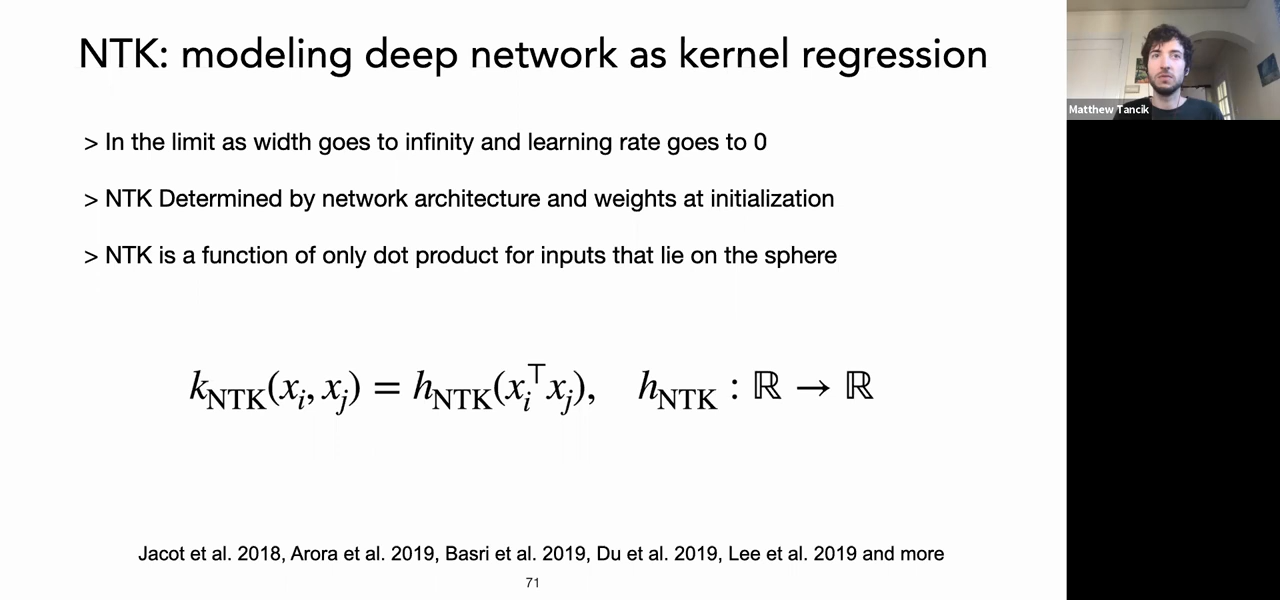 NTK: modeling deep network as kernel regression
> In the limit as width goes to infinity and learning rate goes to 0
> NTK Determined by network architecture and weights at initialization
> NTK is a function of only dot product for inputs that lie on the sphere
k_NTK(x_i, x_j) = h_NTK(x_i^⊤ x_j), h_NTK : ℝ → ℝ
Jacot et al. 2018, Arora et al. 2019, Basri et al. 2019, Du et al. 2019, Lee et al. 2019 and more
71
Matthew Tancik